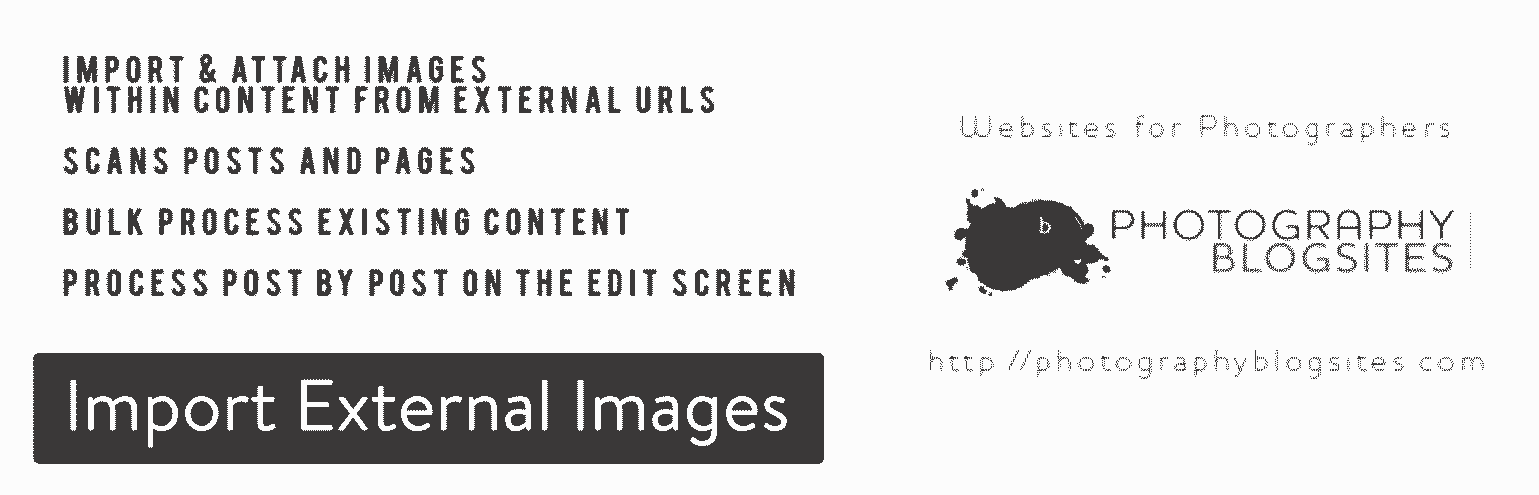 IMPORT & ATTACH IMAGES
WITHIN CONTENT FROM EXTERNAL URLS
SCANS POSTS AND PAGES
BULK PROCESS EXISTING CONTENT
PROCESS POST BY POST ON THE EDIT SCREEN
Import External Images
Websites for Photographers
b
PHOTOGRAPHY
BLOGSITES
http //photographyblogsites com